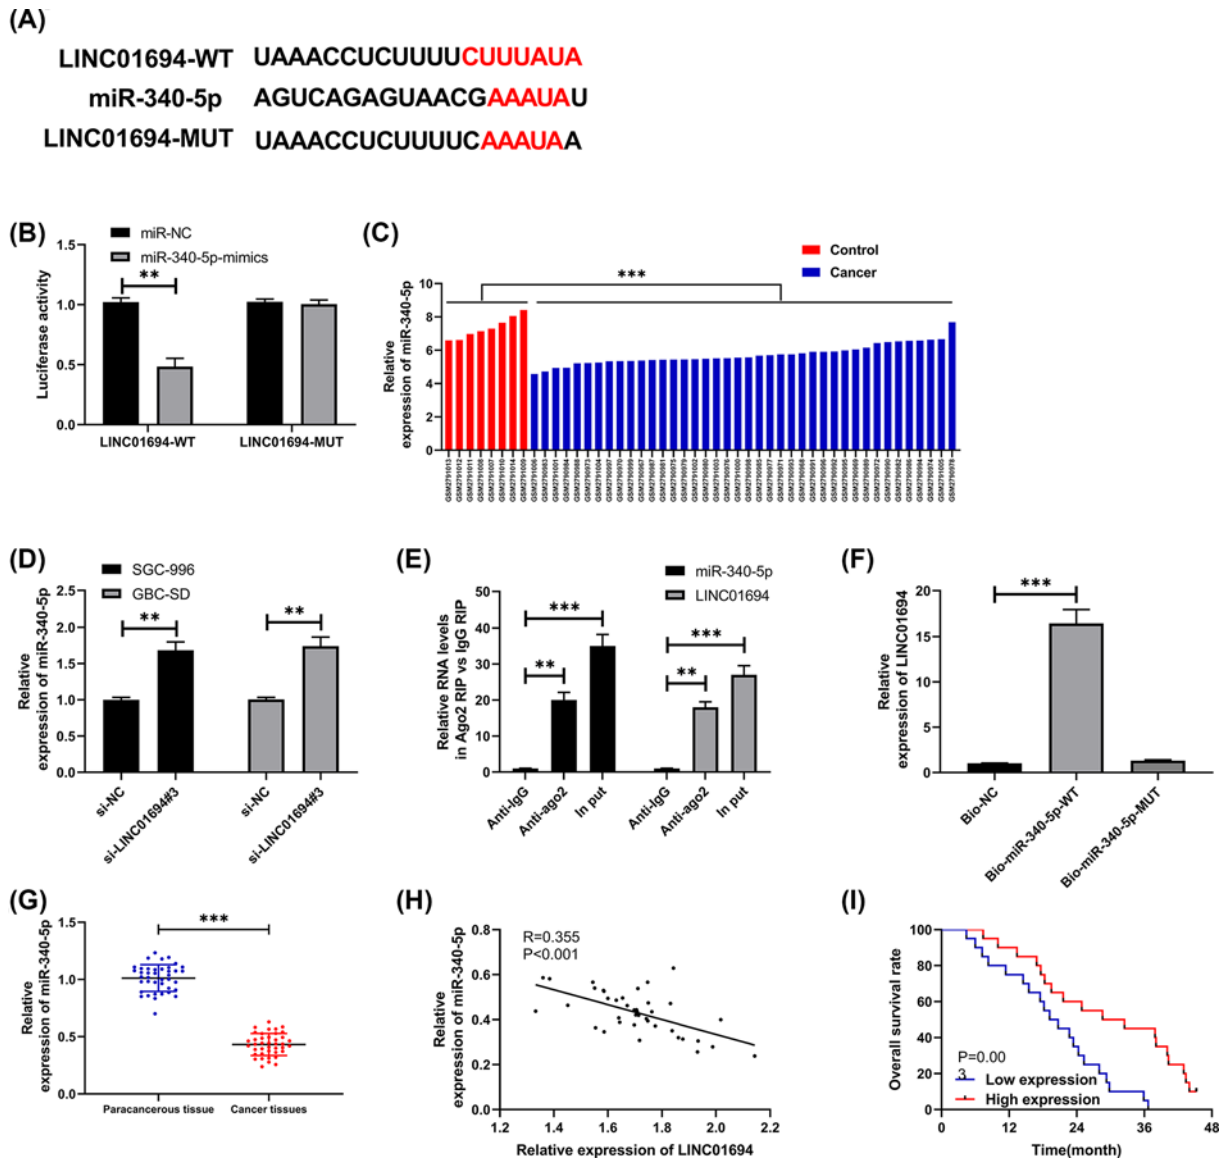 (A)
LINC01694-WT UAAACCUCUUUUCUUUAUA
miR-340-5p AGUCAGAGUAACGAAAUAU
LINC01694-MUT UAAACCUCUUUUCAAAUAA
(B)
miR-NC
miR-340-5p-mimics
Luciferase activity
1.5
1.0
0.5
0.0
**
LINC01694-WT
LINC01694-MUT
(C)
Control
Cancer
Relative
expression of miR-340-5p
10
8
6
4
2
0
***
(D)
SGC-996
GBC-SD
Relative
expression of miR-340-5p
2.5
2.0
1.5
1.0
0.5
0.0
**
**
si-NC
si-LINC01694#3
si-NC
si-LINC01694#3
(E)
miR-340-5p
LINC01694
Relative RNA levels
in Ago2 RIP vs IgG RIP
50
40
30
20
10
0
***
**
***
**
Anti-IgG
Anti-ago2
In put
Anti-IgG
Anti-ago2
In put
(F)
Relative
expression of LINC01694
20
15
10
5
0
***
Bio-NC
Bio-miR-340-5p-WT
Bio-miR-340-5p-MUT
(G)
Relative
expression of miR-340-5p
1.5
1.0
0.5
0.0
***
Paracancerous tissue
Cancer tissues
(H)
Relative
expression of miR-340-5p
0.8
0.6
0.4
0.2
0.0
R=0.355
P<0.001
1.2 1.4 1.6 1.8 2.0 2.2
Relative expression of LINC01694
(I)
Overall survival rate
100
80
60
40
20
0
P=0.00
3
Low expression
High expression
0 12 24 36 48
Time(month)